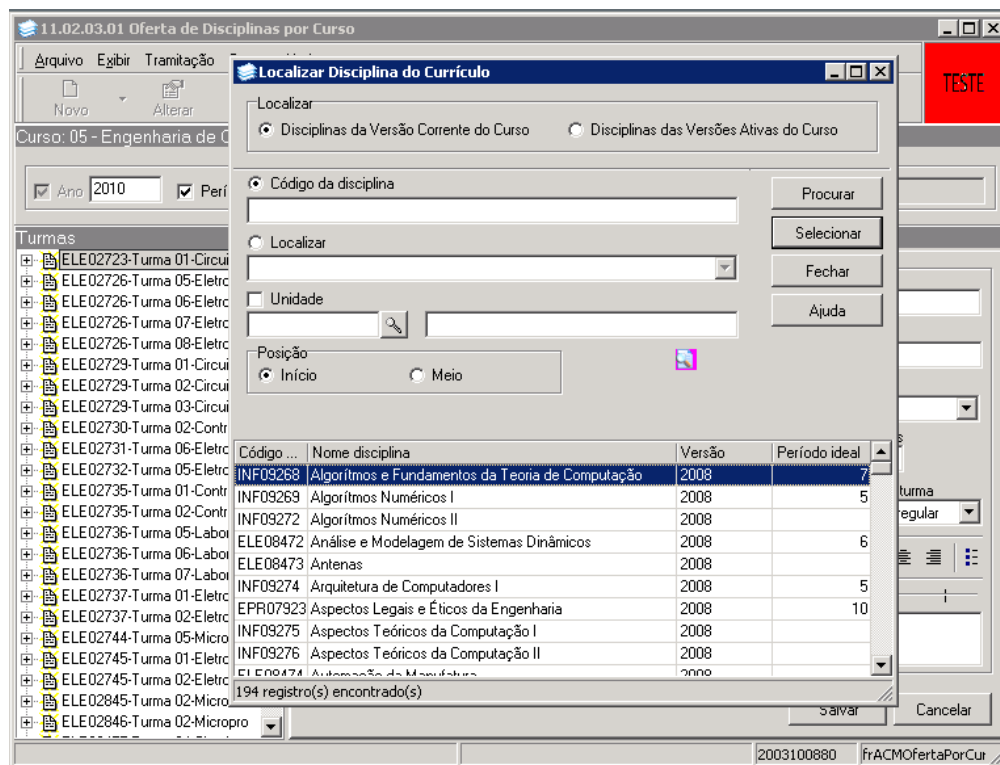 11.02.03.01 Oferta de Disciplinas por Curso
Arquivo Exibir Tramitação
TESTE
Novo Alterar
Curso: 05 - Engenharia de C
Ano 2010 Perí
Turmas
ELE02723-Turma 01-Circui
ELE02726-Turma 05-Eletro
ELE02726-Turma 06-Eletro
ELE02726-Turma 07-Eletro
ELE02726-Turma 08-Eletro
ELE02729-Turma 01-Circui
ELE02729-Turma 02-Circui
ELE02729-Turma 03-Circui
ELE02730-Turma 02-Contr
ELE02731-Turma 06-Eletro
ELE02732-Turma 05-Eletro
ELE02735-Turma 01-Contr
ELE02735-Turma 02-Contr
ELE02736-Turma 05-Labor
ELE02736-Turma 06-Labor
ELE02736-Turma 07-Labor
ELE02737-Turma 01-Eletro
ELE02737-Turma 02-Eletro
ELE02744-Turma 05-Micro
ELE02745-Turma 01-Eletro
ELE02745-Turma 02-Eletro
ELE02845-Turma 02-Micro
ELE02846-Turma 02-Micropro
Localizar Disciplina do Currículo
Localizar
Disciplinas da Versão Corrente do Curso Disciplinas das Versões Ativas do Curso
Código da disciplina
Procurar
Selecionar
Localizar
Fechar
Unidade
Ajuda
Posição
Início Meio
Código ... Nome disciplina Versão Período ideal
INF09268 Algorítmos e Fundamentos da Teoria de Computação 2008 7
INF09269 Algorítmos Numéricos I 2008 5
INF09272 Algorítmos Numéricos II 2008
ELE08472 Análise e Modelagem de Sistemas Dinâmicos 2008 6
ELE08473 Antenas 2008
INF09274 Arquitetura de Computadores I 2008 5
EPR07923 Aspectos Legais e Éticos da Engenharia 2008 10
INF09275 Aspectos Teóricos da Computação I 2008
INF09276 Aspectos Teóricos da Computação II 2008
ELE08474 Automação da Manufatura 2008
194 registro(s) encontrado(s)
turma
regular
Salvar Cancelar
2003100880 frACMOfertaPorCur